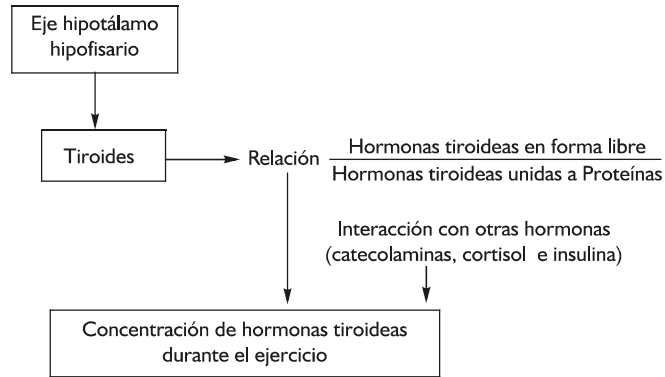 Eje hipotálamo
hipofisario
Tiroides
Relación
Hormonas tiroideas en forma libre
Hormonas tiroideas unidas a Proteínas
Interacción con otras hormonas
(catecolaminas, cortisol e insulina)
Concentración de hormonas tiroideas
durante el ejercicio